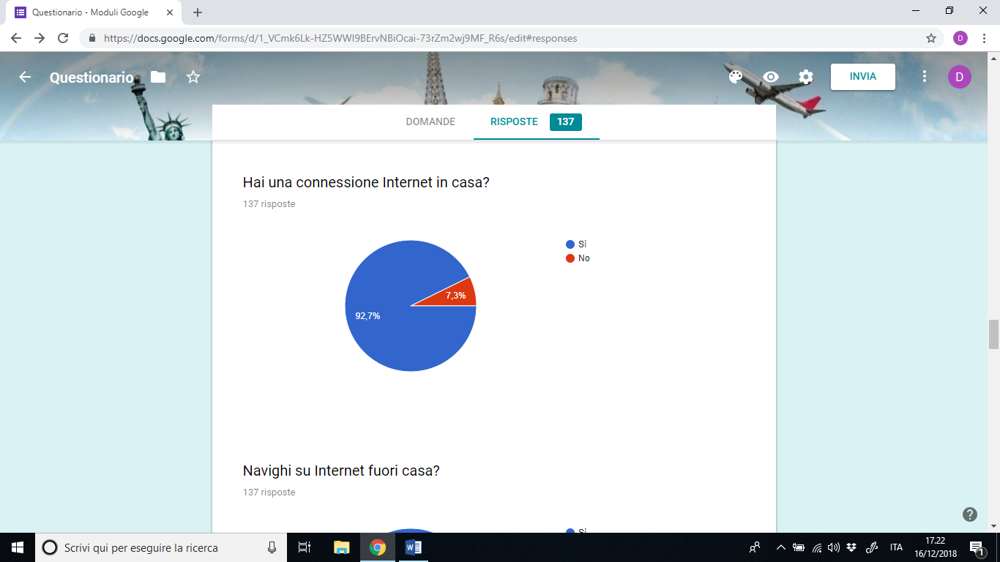 Questionario - Moduli Google
https://docs.google.com/forms/d/1_VCmk6Lk-HZ5WWI9BErvNBiOcai-73rZm2wj9MF_R6s/edit#responses
D
Questionario
INVIA
D
DOMANDE
RISPOSTE 137
Hai una connessione Internet in casa?
137 risposte
Sì
No
7,3%
92,7%
Navighi su Internet fuori casa?
137 risposte
Sì
Scrivi qui per eseguire la ricerca
ITA
17.22
16/12/2018
1